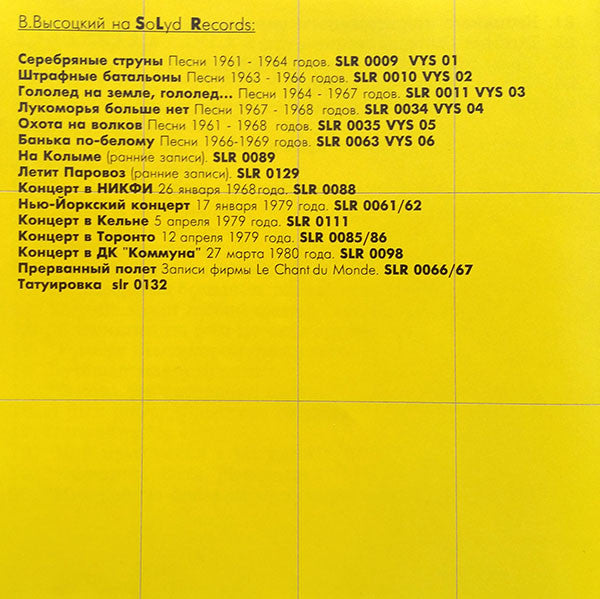 В.Высоцкий на SoLyd Records:
Серебряные струны Песни 1961 - 1964 годов. SLR 0009 VYS 01
Штрафные батальоны Песни 1963 - 1966 годов. SLR 0010 VYS 02
Гололед на земле, гололед... Песни 1964 - 1967 годов. SLR 0011 VYS 03
Лукоморья больше нет Песни 1967 - 1968 годов. SLR 0034 VYS 04
Охота на волков Песни 1961 - 1968 годов. SLR 0035 VYS 05
Банька по-белому Песни 1966-1969 годов. SLR 0063 VYS 06
На Колыме (ранние записи). SLR 0089
Летит Паровоз (ранние записи). SLR 0129
Концерт в НИКФИ 26 января 1968года. SLR 0088
Нью-Йоркский концерт 17 января 1979 года. SLR 0061/62
Концерт в Кельне 5 апреля 1979 года. SLR 0111
Концерт в Торонто 12 апреля 1979 года. SLR 0085/86
Концерт в ДК "Коммуна" 27 марта 1980 года. SLR 0098
Прерванный полет Записи фирмы Le Chant du Monde. SLR 0066/67
Татуировка slr 0132